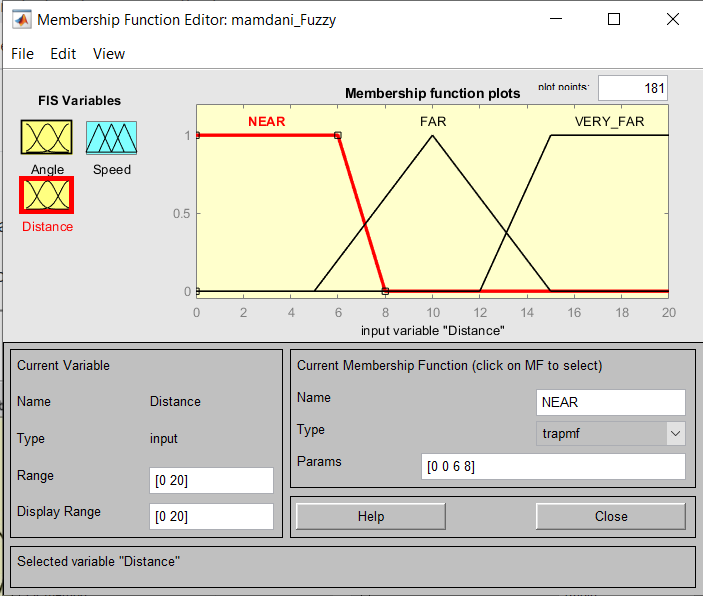 Membership Function Editor: mamdani_Fuzzy
File Edit View
FIS Variables
Angle
Speed
Distance
Membership function plots
plot points:
181
NEAR
FAR
VERY_FAR
1
0.5
0
0 2 4 6 8 10 12 14 16 18 20
input variable "Distance"
Current Variable
Name Distance
Type input
Range [0 20]
Display Range [0 20]
Current Membership Function (click on MF to select)
Name NEAR
Type trapmf
Params [0 0 6 8]
Help Close
Selected variable "Distance"